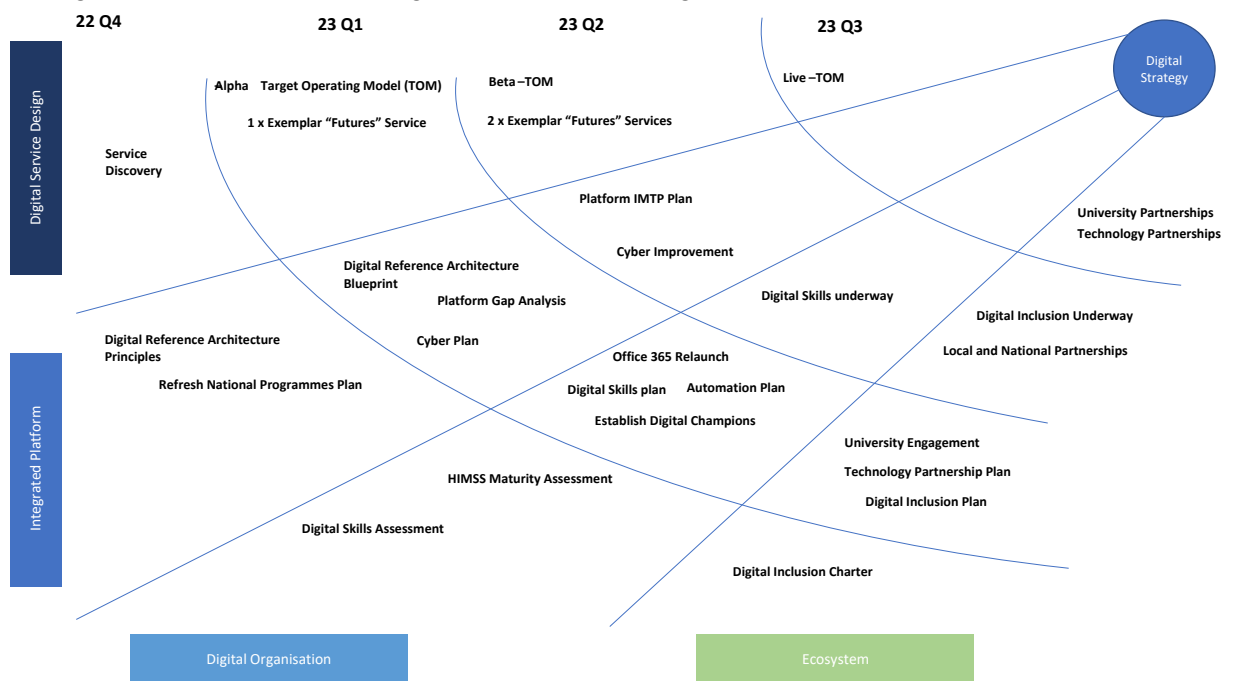 22 Q4
23 Q1
23 Q2
23 Q3
Digital
Strategy
Digital Service Design
Integrated Platform
Alpha Target Operating Model (TOM)
1 x Exemplar “Futures” Service
Beta –TOM
2 x Exemplar “Futures” Services
Live –TOM
Service
Discovery
Platform IMTP Plan
Cyber Improvement
University Partnerships
Technology Partnerships
Digital Reference Architecture
Blueprint
Platform Gap Analysis
Cyber Plan
Digital Skills underway
Digital Inclusion Underway
Local and National Partnerships
Digital Reference Architecture
Principles
Refresh National Programmes Plan
Office 365 Relaunch
Digital Skills plan
Automation Plan
Establish Digital Champions
University Engagement
Technology Partnership Plan
Digital Inclusion Plan
HIMSS Maturity Assessment
Digital Skills Assessment
Digital Inclusion Charter
Digital Organisation
Ecosystem